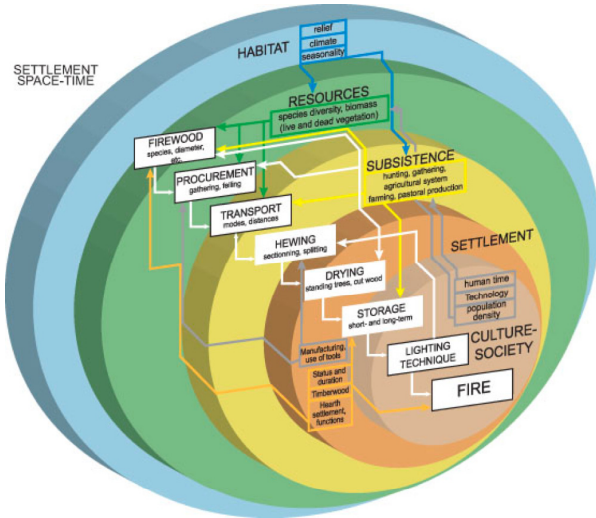 HABITAT
relief
climate
seasonality
SETTLEMENT
SPACE-TIME
RESOURCES
species diversity, biomass
(live and dead vegetation)
FIREWOOD
species, diameter,
etc.
PROCUREMENT
gathering, felling
SUBSISTENCE
hunting, gathering,
agricultural system
farming, pastoral production
TRANSPORT
modes, distances
HEWING
sectionning, splitting
SETTLEMENT
DRYING
standing trees, cut wood
human time
Technology
population
density
STORAGE
short- and long-term
CULTURE-
SOCIETY
Manufacturing,
use of tools
LIGHTING
TECHNIQUE
Status and
duration
Timberwood
Hearth
settlement,
functions
FIRE